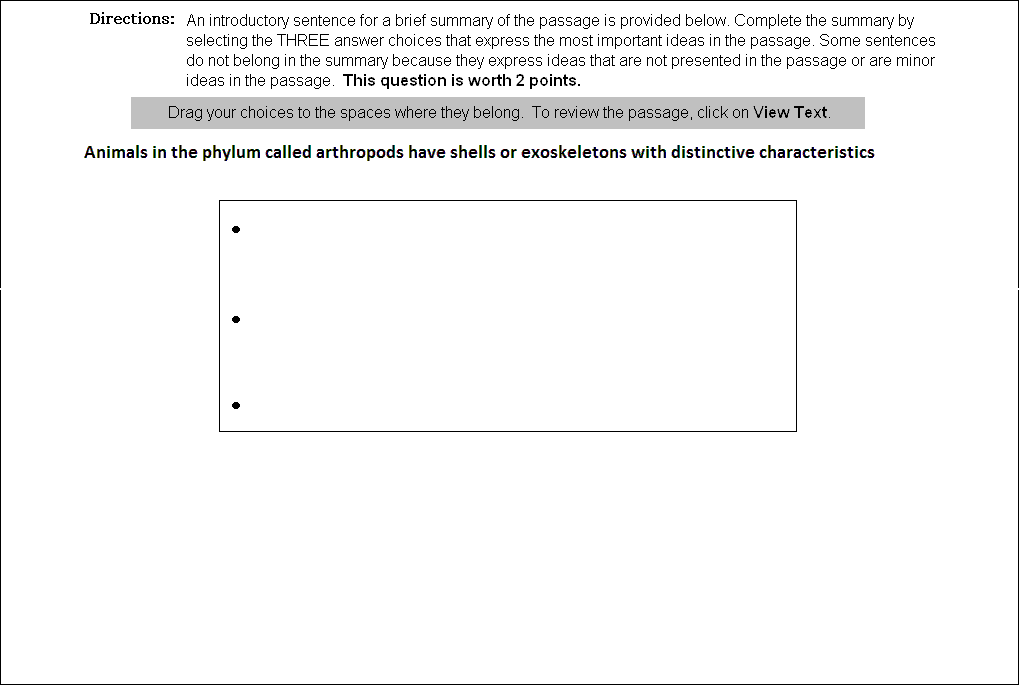 Directions: An introductory sentence for a brief summary of the passage is provided below. Complete the summary by
selecting the THREE answer choices that express the most important ideas in the passage. Some sentences
do not belong in the summary because they express ideas that are not presented in the passage or are minor
ideas in the passage. This question is worth 2 points.
Drag your choices to the spaces where they belong. To review the passage, click on View Text.
Animals in the phylum called arthropods have shells or exoskeletons with distinctive characteristics